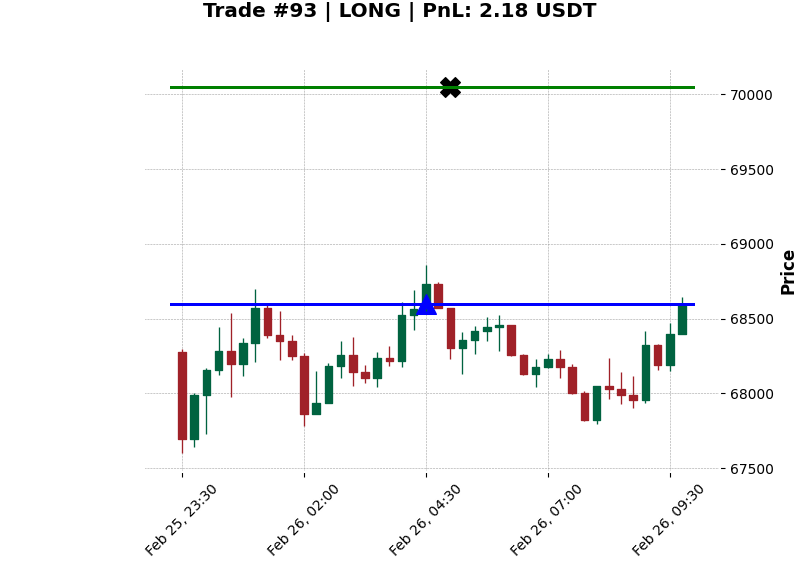 Trade #93 | LONG | PnL: 2.18 USDT
70000
69500
69000
68500
68000
67500
Price
Feb 25, 23:30
Feb 26, 02:00
Feb 26, 04:30
Feb 26, 07:00
Feb 26, 09:30